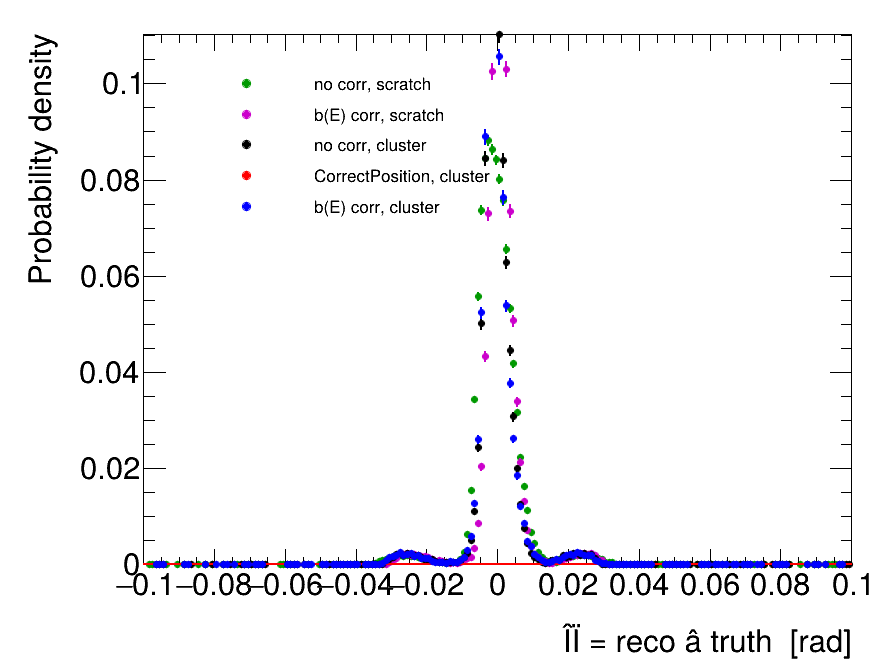 Probability density
no corr, scratch
b(E) corr, scratch
no corr, cluster
CorrectPosition, cluster
b(E) corr, cluster
0.1
0.08
0.06
0.04
0.02
0
−0.1 −0.08 −0.06 −0.04 −0.02 0 0.02 0.04 0.06 0.08 0.1
ÎÏ = reco â truth [rad]